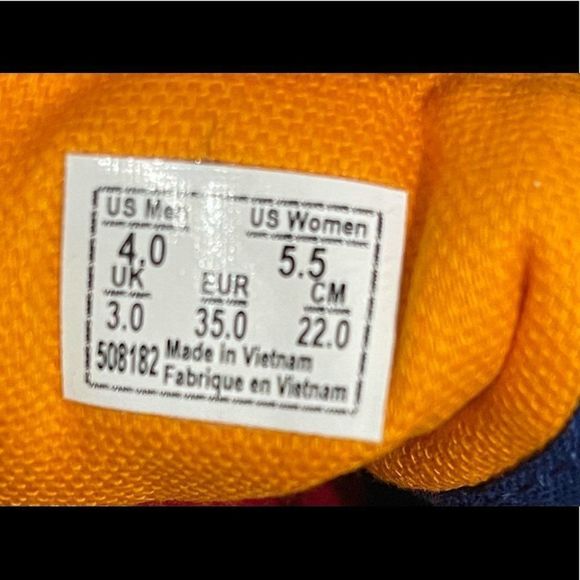 US Men US Women
4.0 5.5
UK EUR CM
3.0 35.0 22.0
508182 Made in Vietnam
Fabrique en Vietnam